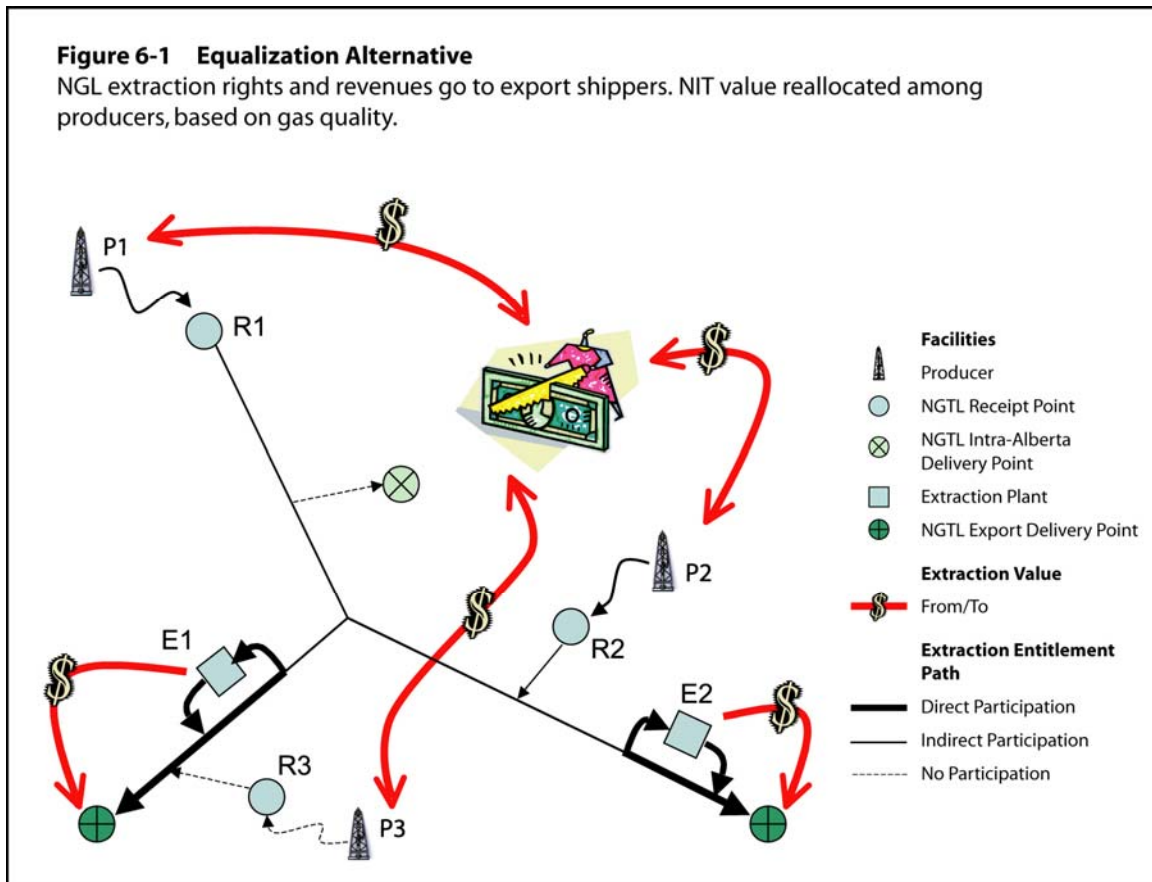 Figure 6-1 Equalization Alternative
NGL extraction rights and revenues go to export shippers. NIT value reallocated among
producers, based on gas quality.
$
P1
R1
$
Facilities
Producer
NGTL Receipt Point
NGTL Intra-Alberta
Delivery Point
Extraction Plant
NGTL Export Delivery Point
P2
Extraction Value
$ From/To
$
E1
R2
Extraction Entitlement
Path
$
E2
$
Direct Participation
Indirect Participation
R3
No Participation
P3